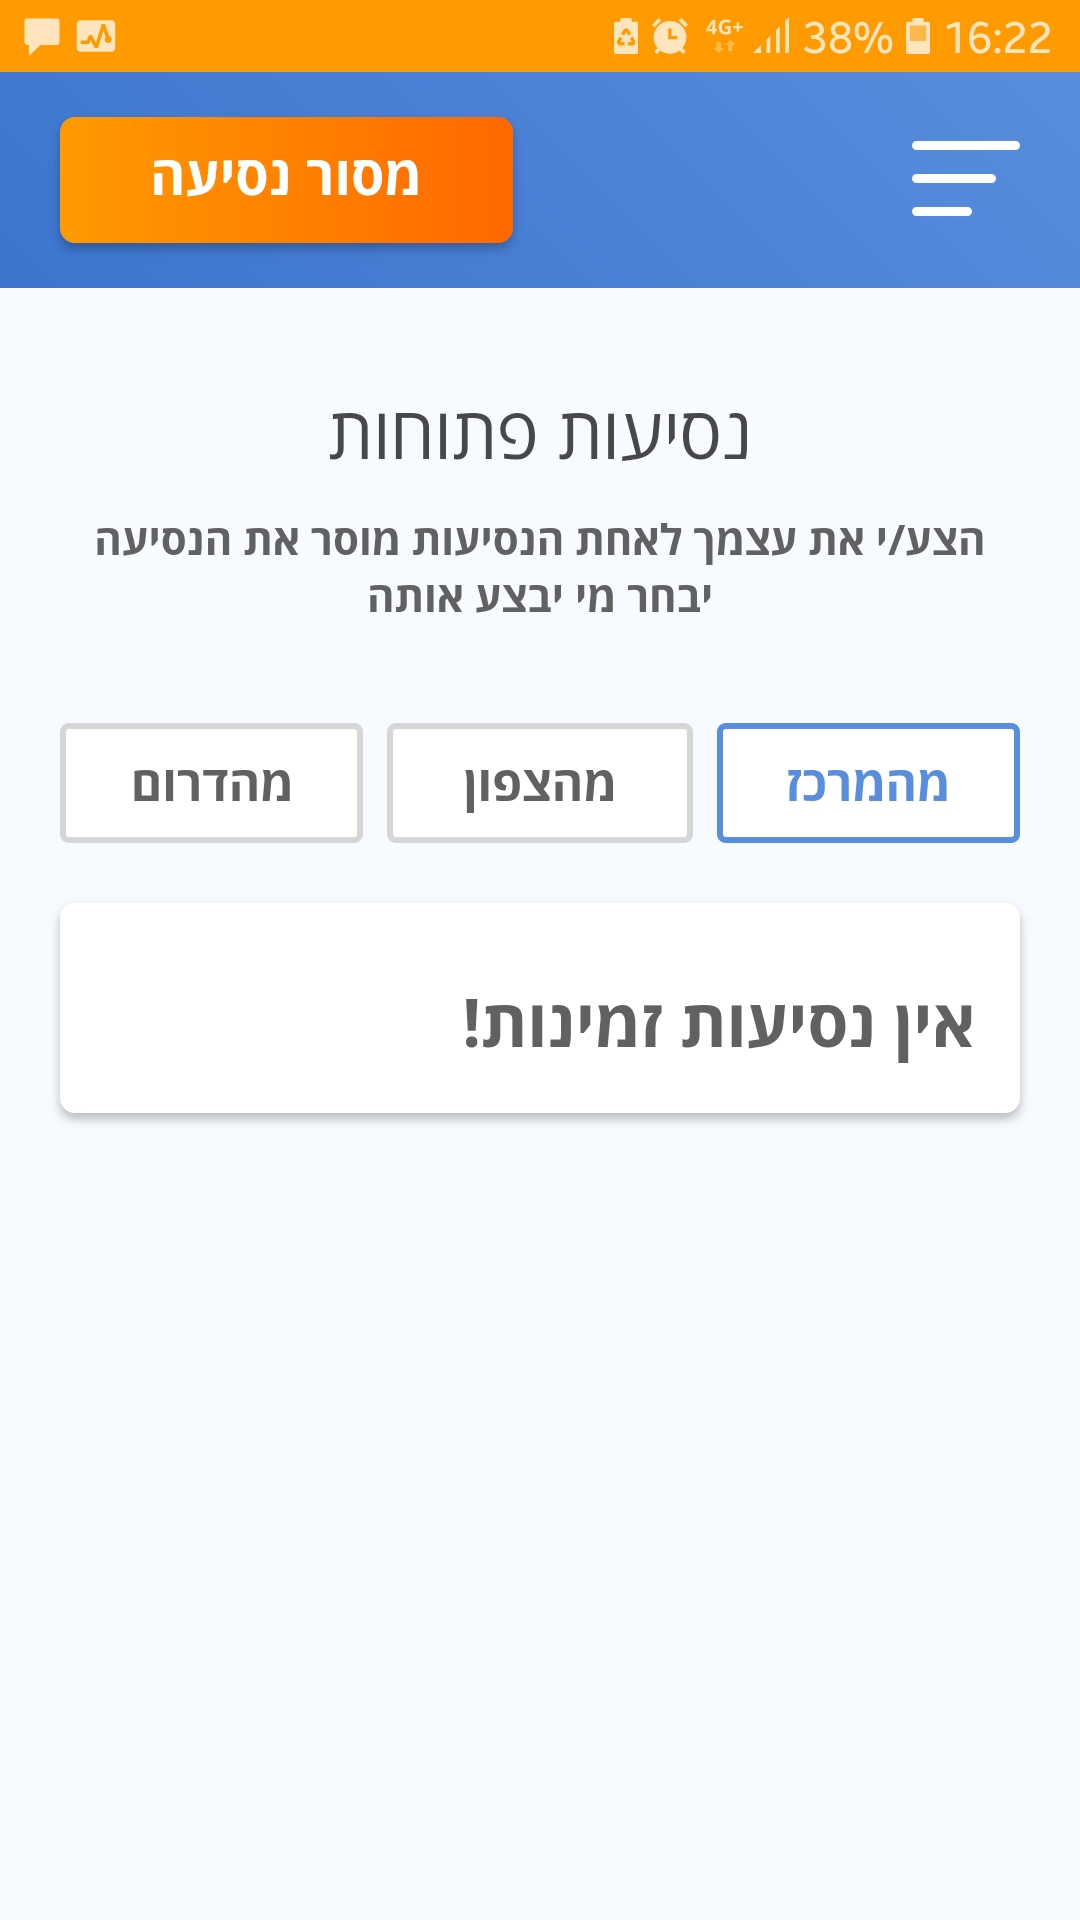 4G+ 38% 16:22
מסור נסיעה
נסיעות פתוחות
הצע/י את עצמך לאחת הנסיעות מוסר את הנסיעה
יבחר מי יבצע אותה
מהמרכז
מהצפון
מהדרום
אין נסיעות זמינות!